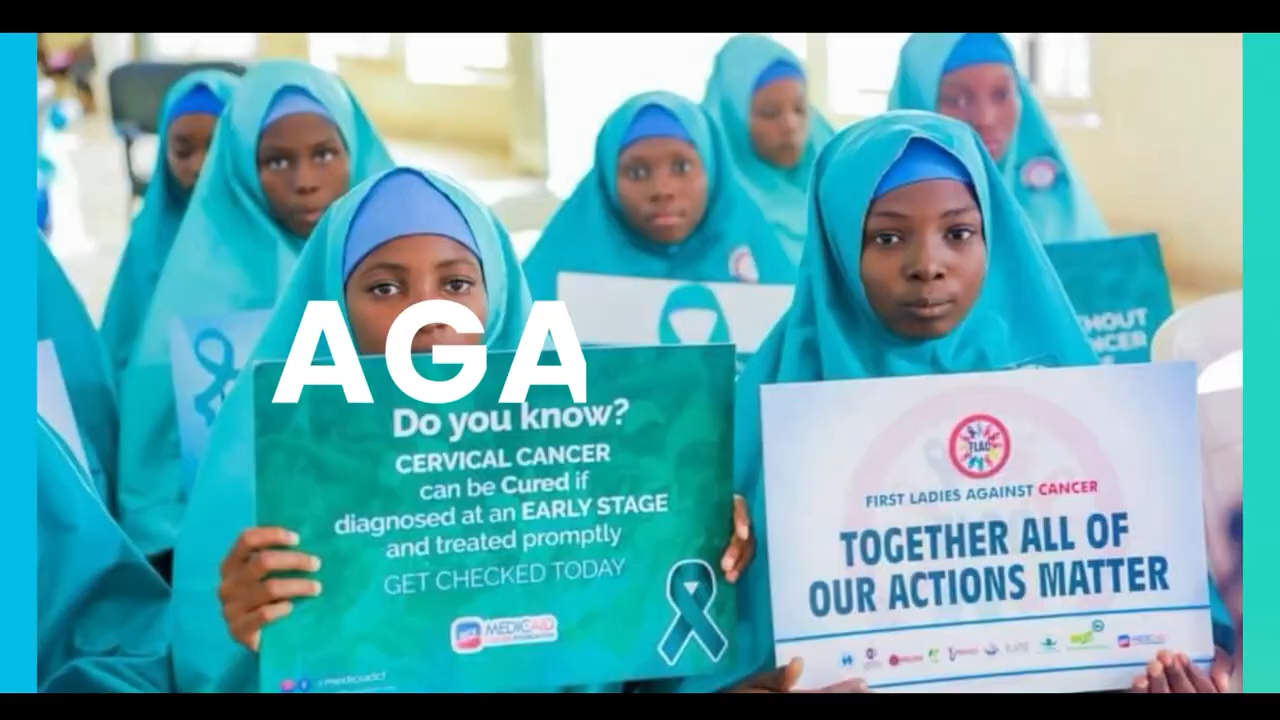 AGA
Do you know?
CERVICAL CANCER
can be Cured if
diagnosed at an EARLY STAGE
and treated promptly
GET CHECKED TODAY
MEDICAID
FLAC
FIRST LADIES AGAINST CANCER
TOGETHER ALL OF
OUR ACTIONS MATTER
MEDICAID